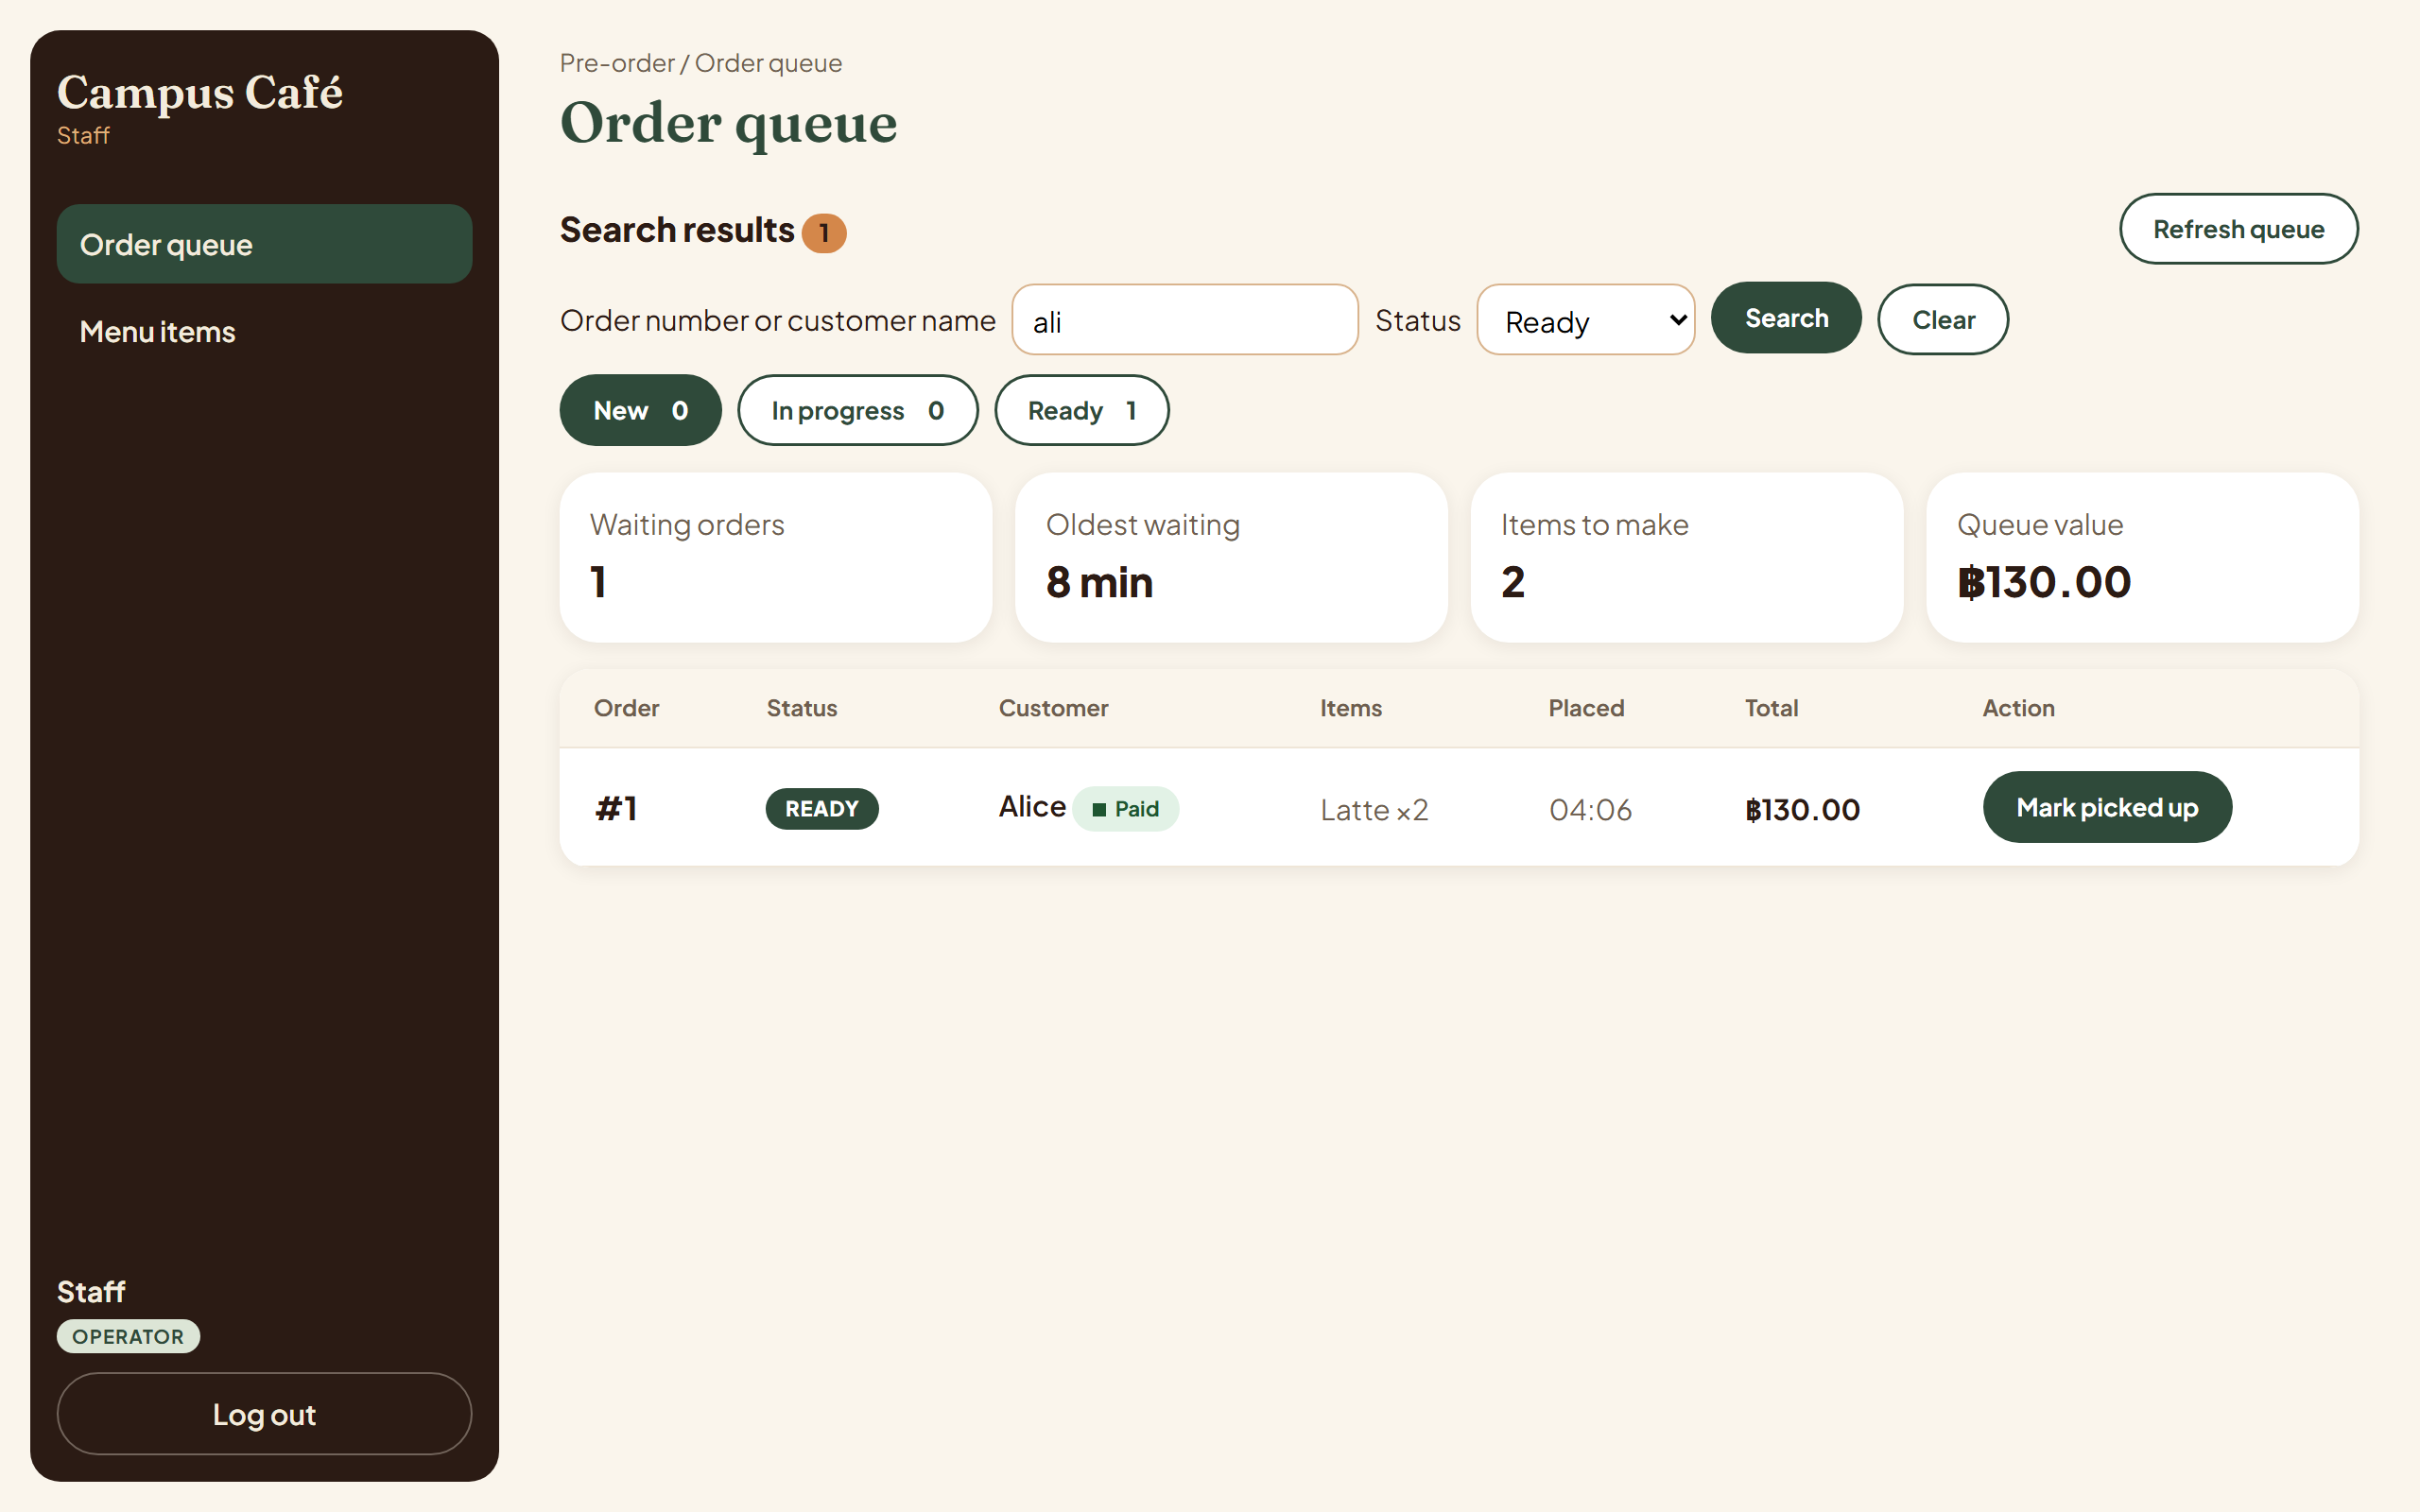 Campus Café
Staff
Order queue
Menu items
Staff
OPERATOR
Log out
Pre-order / Order queue
Order queue
Search results 1
Refresh queue
Order number or customer name ali Status Ready Search Clear
New 0 In progress 0 Ready 1
Waiting orders Oldest waiting Items to make Queue value
1 8 min 2 ฿130.00
Order Status Customer Items Placed Total Action
#1 READY Alice Paid Latte ×2 04:06 ฿130.00 Mark picked up